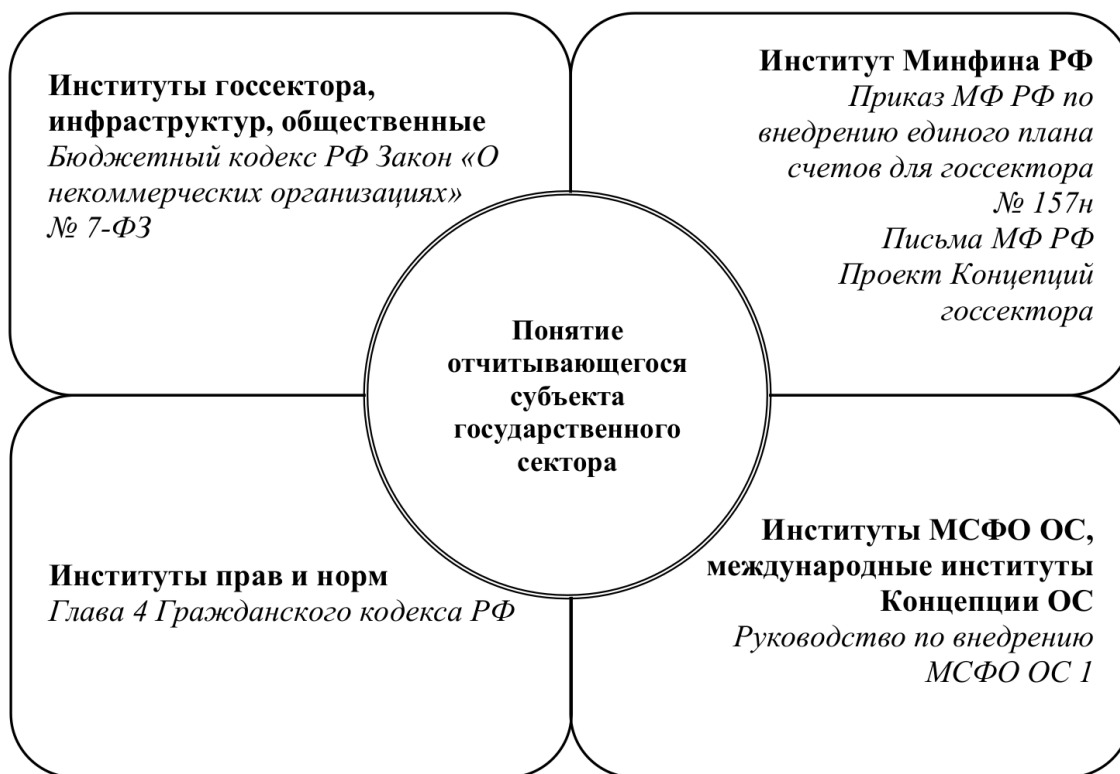 Институты госсектора,
инфраструктур, общественные
Бюджетный кодекс РФ Закон «О
некоммерческих организациях»
№ 7-ФЗ
Институт Минфина РФ
Приказ МФ РФ по
внедрению единого плана
счетов для госсектора
№ 157н
Письма МФ РФ
Проект Концепций
госсектора
Понятие
отчитывающегося
субъекта
государственного
сектора
Институты прав и норм
Глава 4 Гражданского кодекса РФ
Институты МСФО ОС,
международные институты
Концепции ОС
Руководство по внедрению
МСФО ОС 1